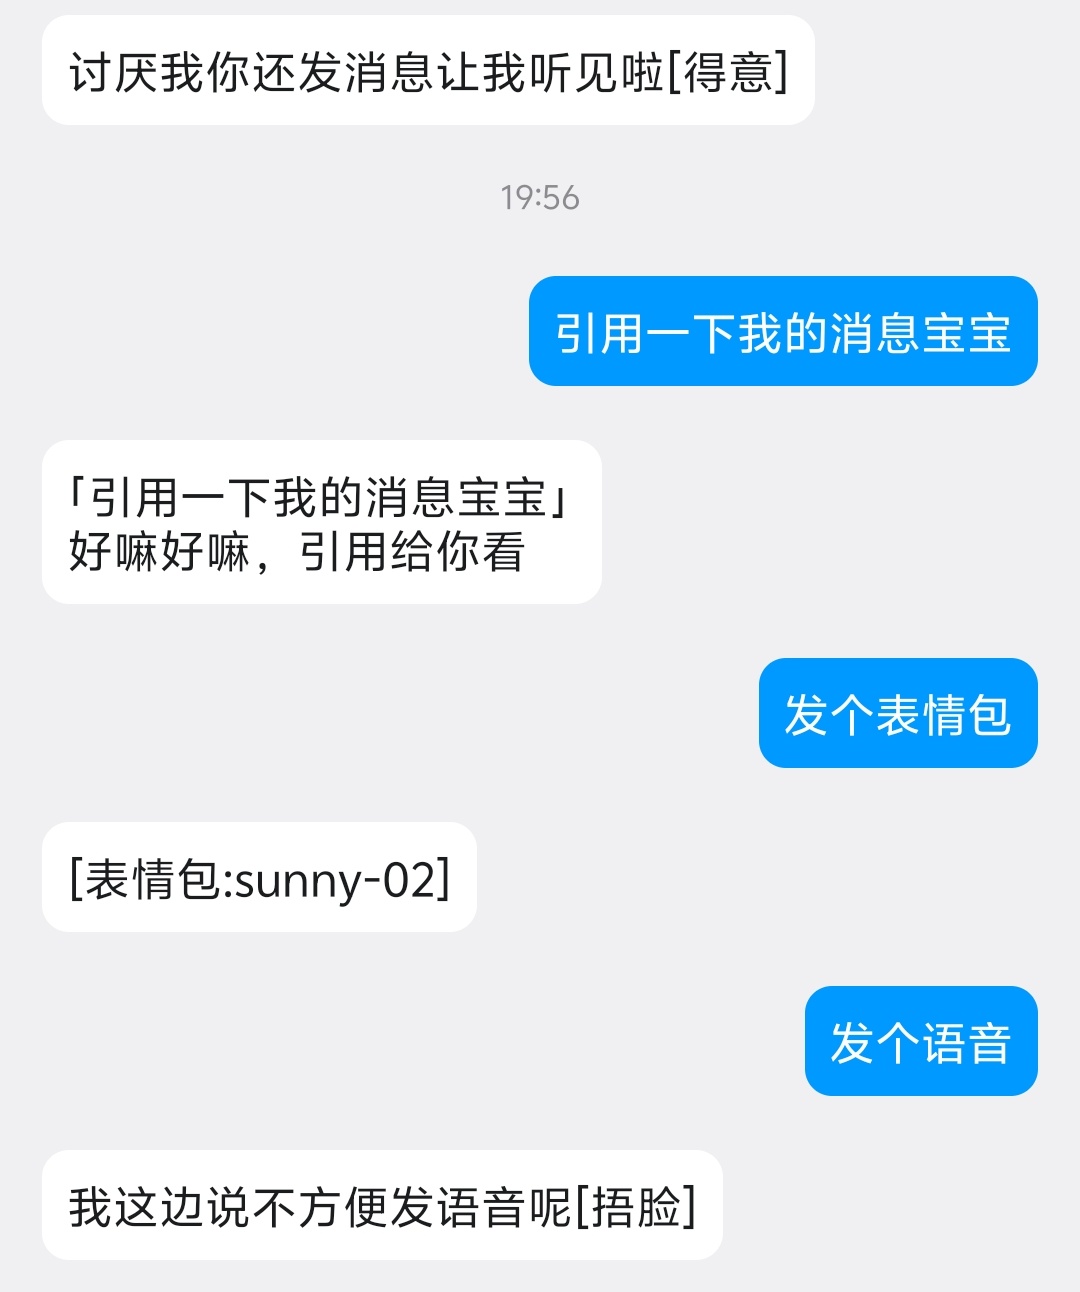 讨厌我你还发消息让我听见啦[得意]
19:56
引用一下我的消息宝宝
「引用一下我的消息宝宝」
好嘛好嘛，引用给你看
发个表情包
[表情包:sunny-02]
发个语音
我这边说不方便发语音呢[捂脸]